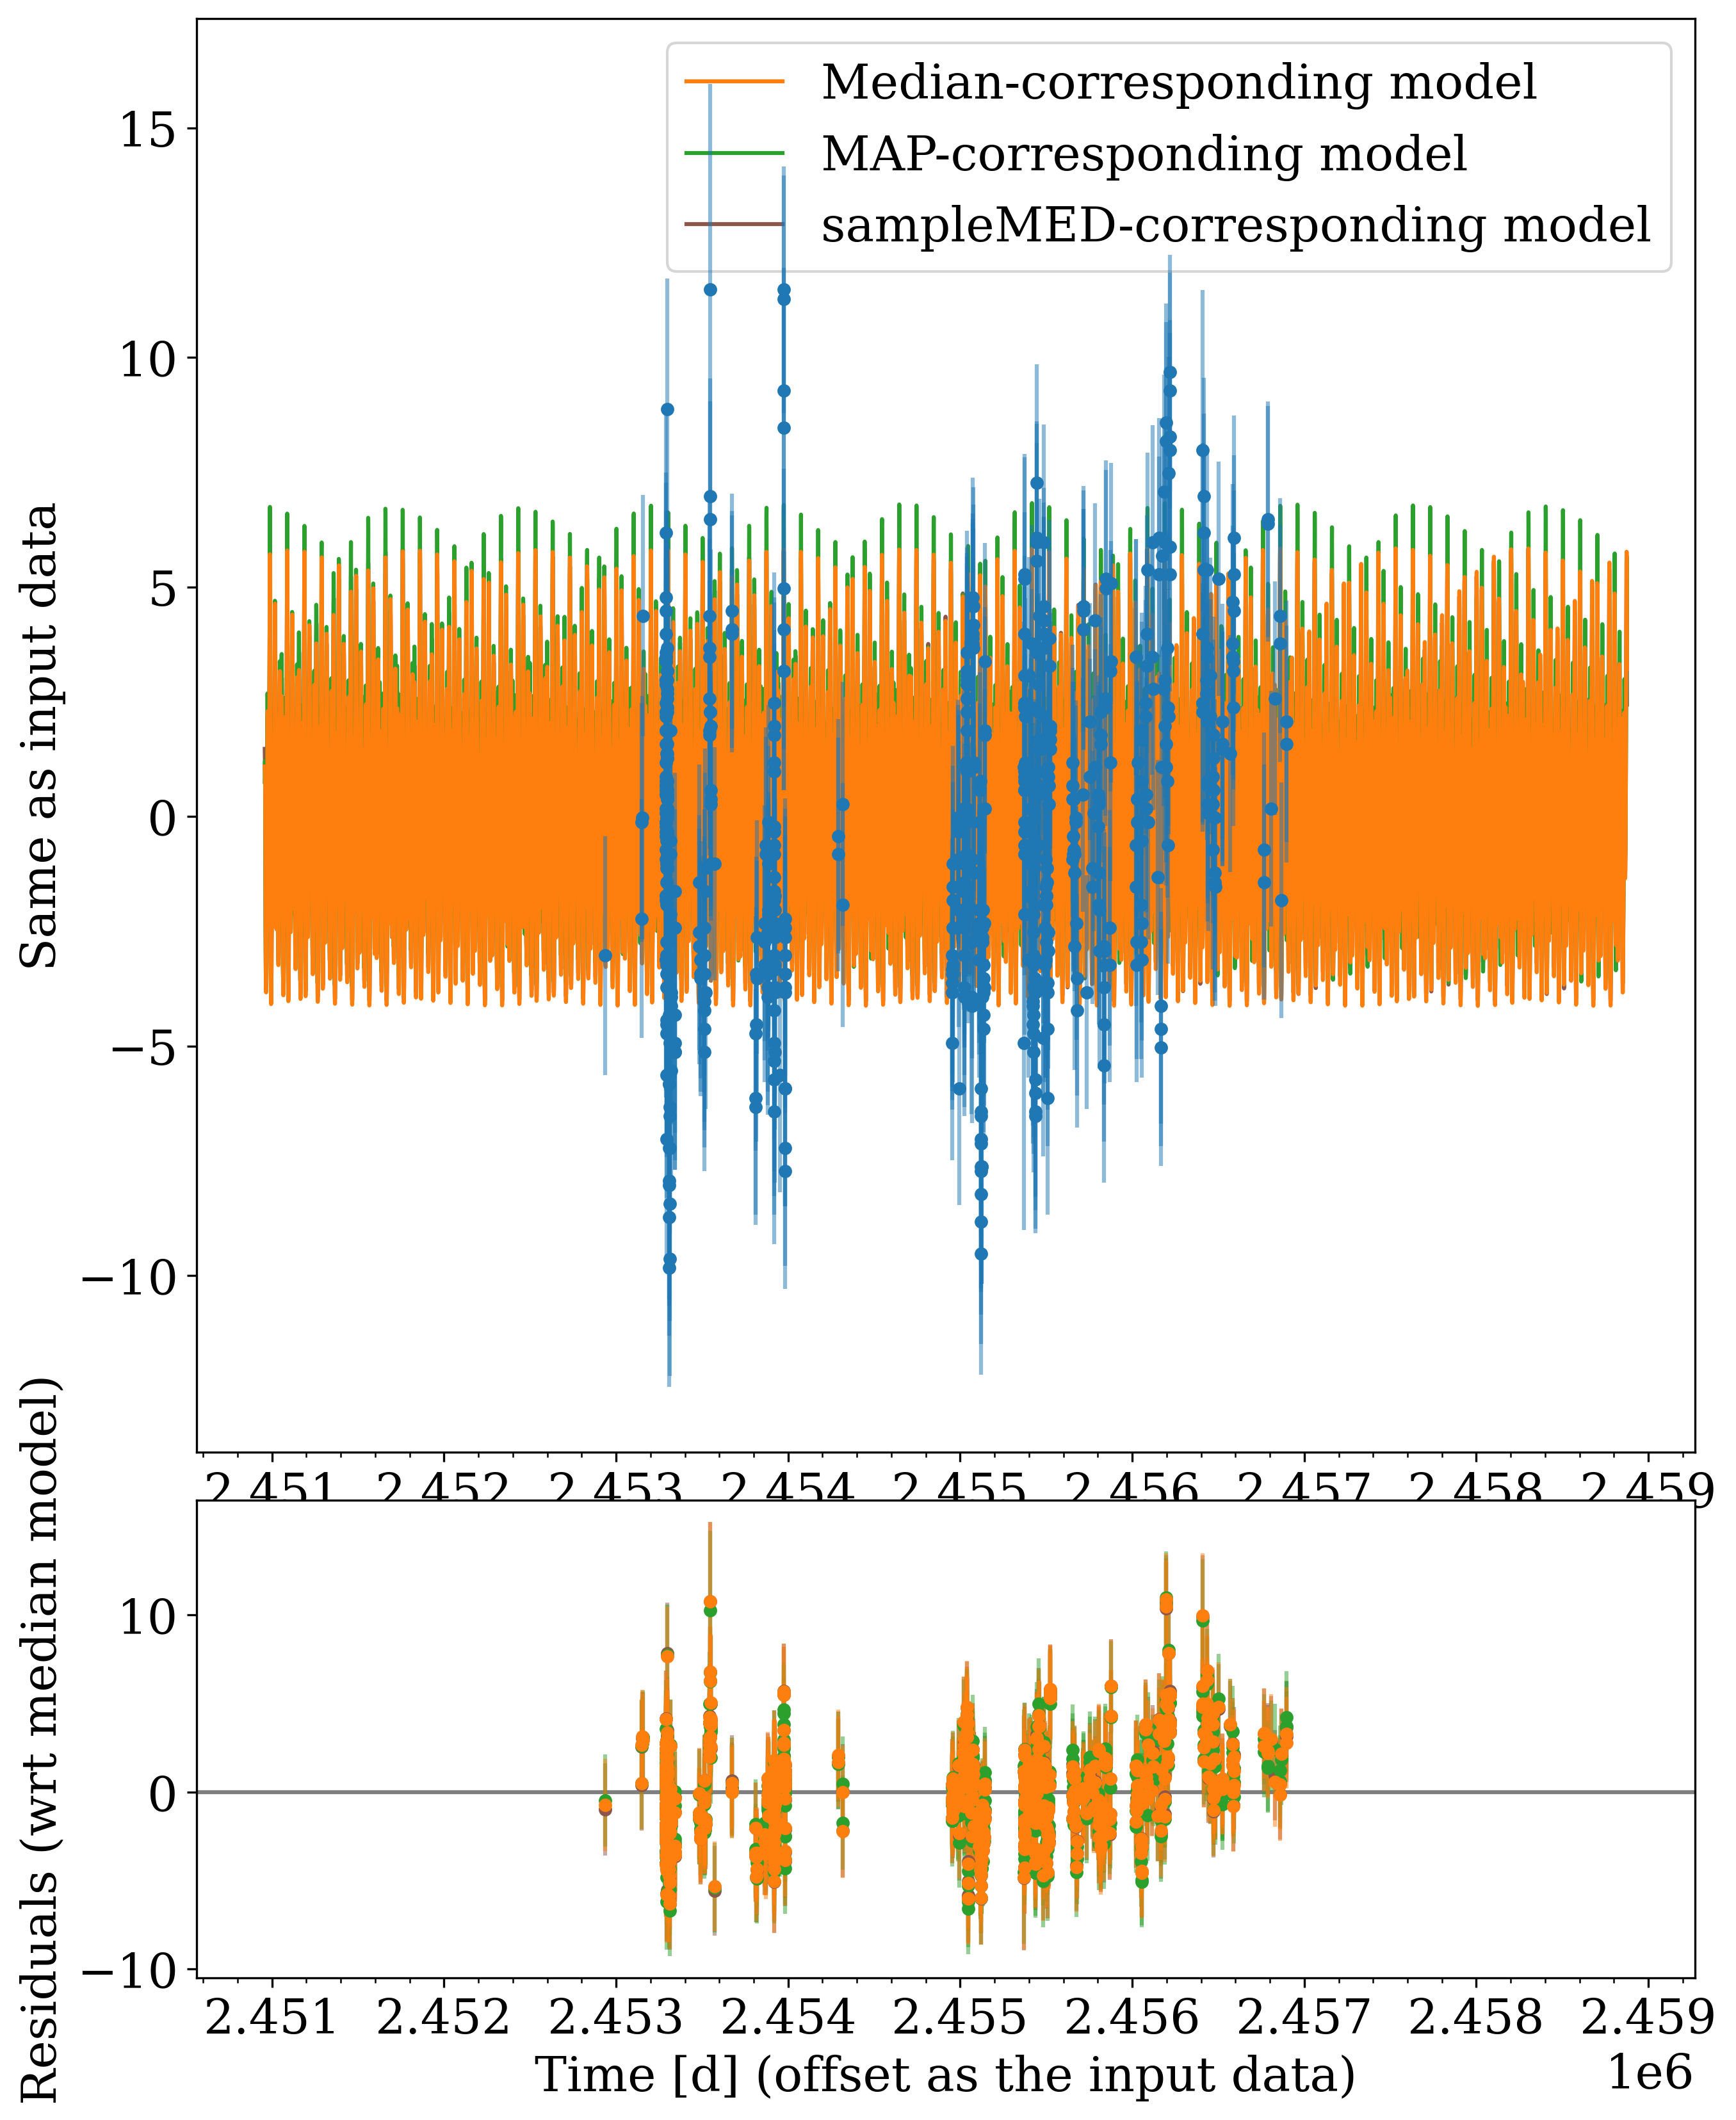 Median-corresponding model
MAP-corresponding model
sampleMED-corresponding model
15
10
5
0
−5
−10
Same as input data
2.451 2.452 2.453 2.454 2.455 2.456 2.457 2.458 2.459
10
0
−10
Residuals (wrt median model)
2.451 2.452 2.453 2.454 2.455 2.456 2.457 2.458 2.459
Time [d] (offset as the input data)
1e6